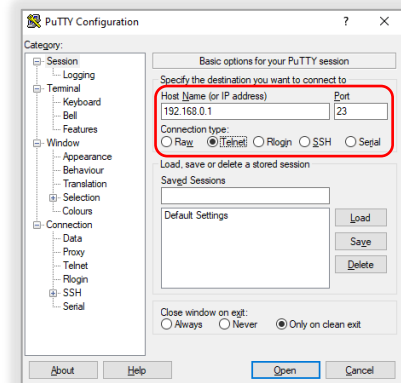 PuTTY Configuration ? ×
Category:
Session
Logging
Terminal
Keyboard
Bell
Features
Window
Appearance
Behaviour
Translation
Selection
Colours
Connection
Data
Proxy
Telnet
Rlogin
SSH
Serial
Basic options for your PuTTY session
Specify the destination you want to connect to
Host Name (or IP address) Port
192.168.0.1 23
Connection type:
Raw Telnet Rlogin SSH Serial
Load, save or delete a stored session
Saved Sessions
Default Settings
Load
Save
Delete
Close window on exit:
Always Never Only on clean exit
About Help Open Cancel